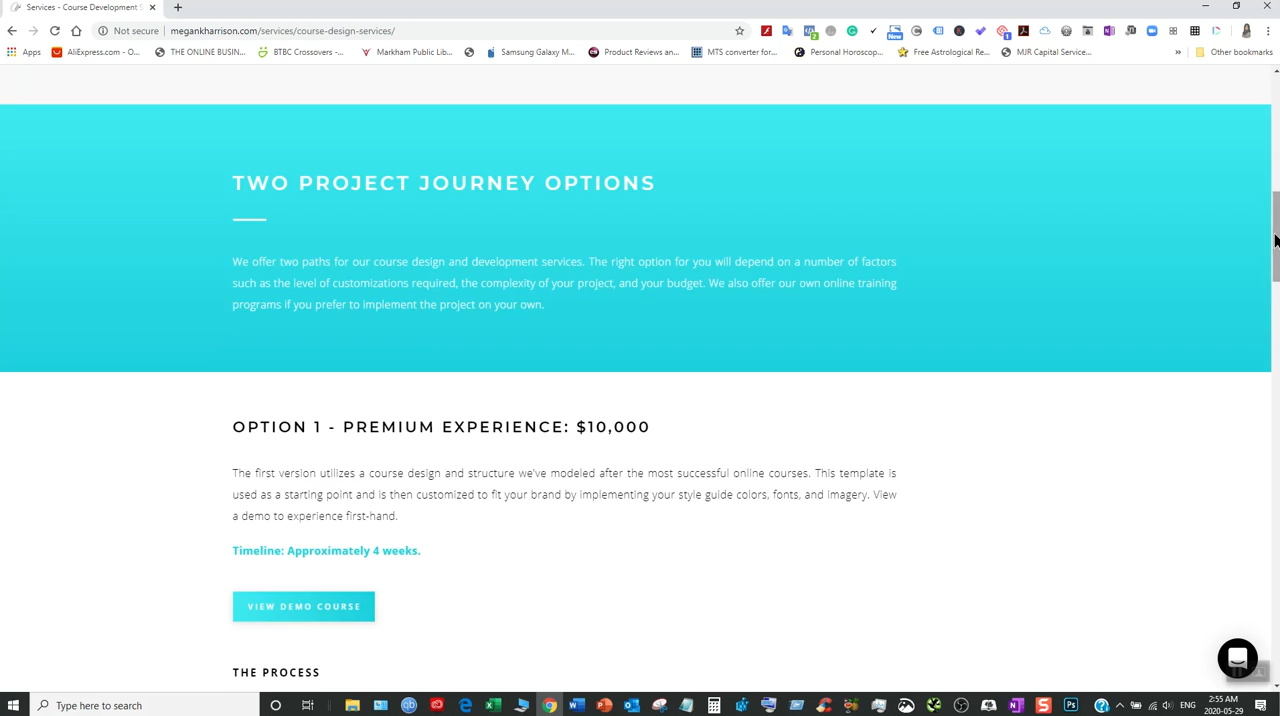 Services - Course Development S
Not secure | megankharrison.com/services/course-design-services/
New
2
1
Apps
AliExpress.com - O...
THE ONLINE BUSIN...
BTBC Crossovers -...
Markham Public Lib...
Samsung Galaxy M...
Product Reviews an...
MTS converter for...
Personal Horoscop...
Free Astrological Re...
MJR Capital Service...
»
Other bookmarks
TWO PROJECT JOURNEY OPTIONS
We offer two paths for our course design and development services. The right option for you will depend on a number of factors
such as the level of customizations required, the complexity of your project, and your budget. We also offer our own online training
programs if you prefer to implement the project on your own.
OPTION 1 - PREMIUM EXPERIENCE: $10,000
The first version utilizes a course design and structure we've modeled after the most successful online courses. This template is
used as a starting point and is then customized to fit your brand by implementing your style guide colors, fonts, and imagery. View
a demo to experience first-hand.
Timeline: Approximately 4 weeks.
VIEW DEMO COURSE
THE PROCESS
Type here to search
2:55 AM
2020-05-29